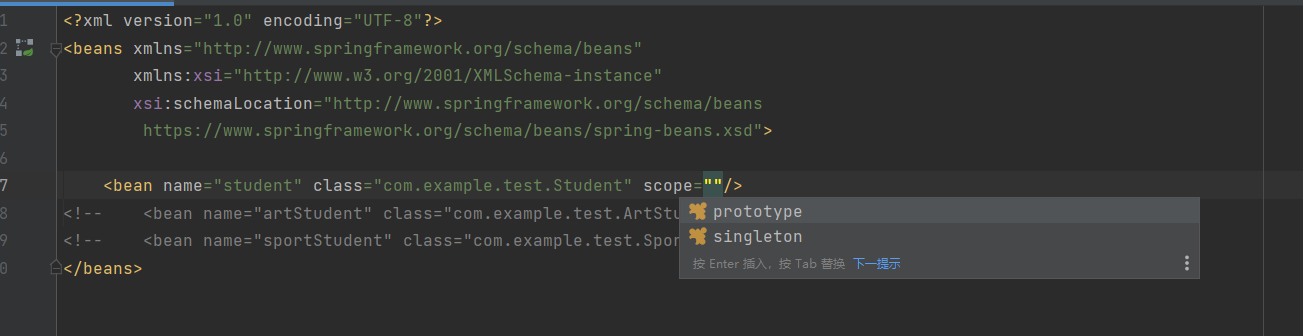 1 <?xml version="1.0" encoding="UTF-8"?>
2 <beans xmlns="http://www.springframework.org/schema/beans"
3 xmlns:xsi="http://www.w3.org/2001/XMLSchema-instance"
4 xsi:schemaLocation="http://www.springframework.org/schema/beans
5 https://www.springframework.org/schema/beans/spring-beans.xsd">
6
7 <bean name="student" class="com.example.test.Student" scope=""/>
8 <!-- <bean name="artStudent" class="com.example.test.ArtStu
9 <!-- <bean name="sportStudent" class="com.example.test.Spor
0 </beans>
prototype
singleton
按 Enter 插入，按 Tab 替换 下一提示